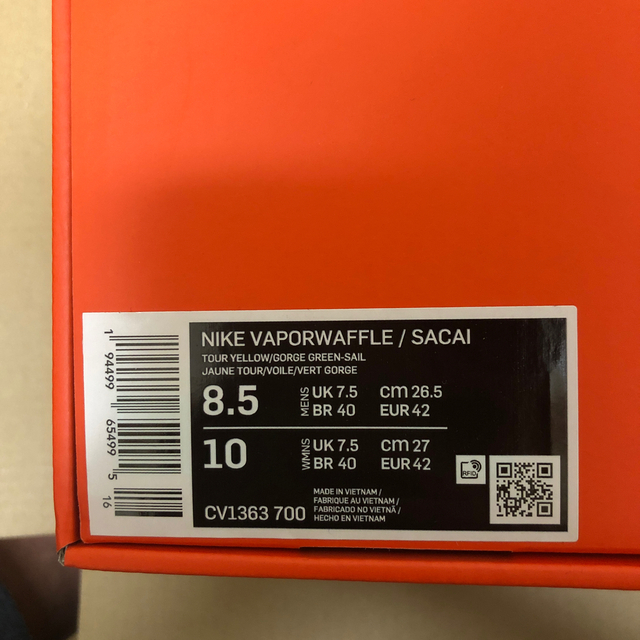 NIKE VAPORWAFFLE / SACAI
TOUR YELLOW/GORGE GREEN-SAIL
JAUNE TOUR/VOILE/VERT GORGE
8.5 MENS UK 7.5 CM 26.5
BR 40 EUR 42
10 WMNS UK 7.5 CM 27
BR 40 EUR 42
RFID
CV1363 700
MADE IN VIETNAM /
FABRIQUE AU VIETNAM /
FABRICADO NO VIETNÃ /
HECHO EN VIETNAM
1 94499 65499 5 16